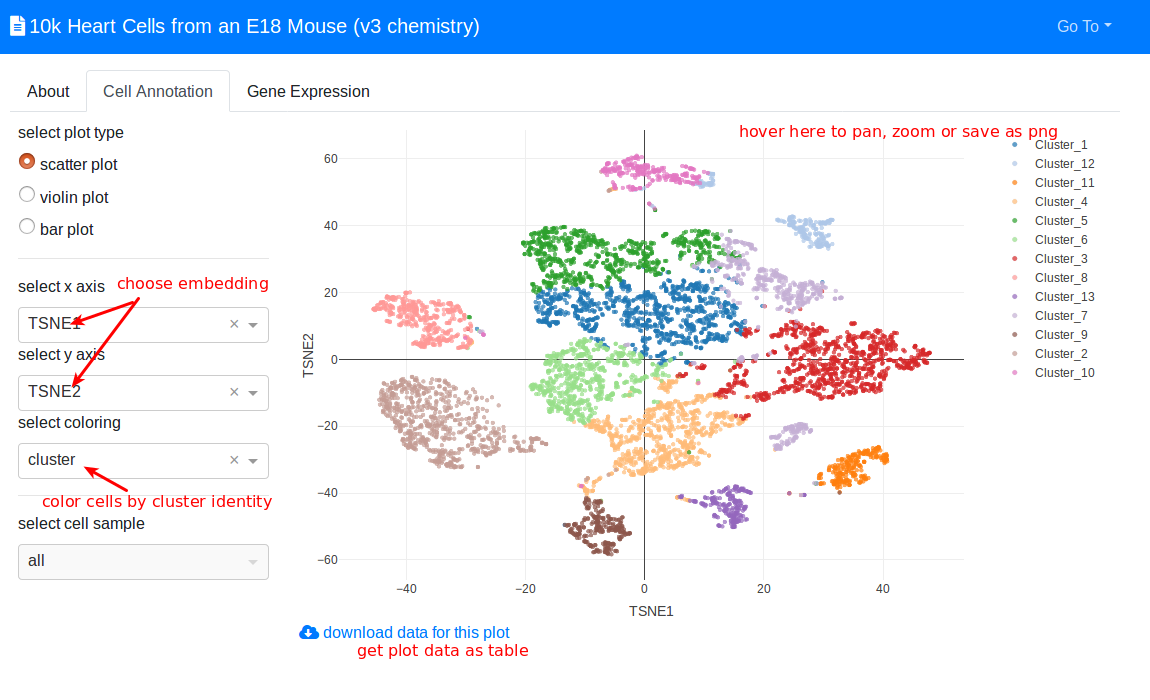 10k Heart Cells from an E18 Mouse (v3 chemistry)
Go To
About
Cell Annotation
Gene Expression
select plot type
scatter plot
violin plot
bar plot
select x axis
choose embedding
TSNE1
select y axis
TSNE2
select coloring
cluster
color cells by cluster identity
select cell sample
all
hover here to pan, zoom or save as png
60
40
20
0
−20
−40
−60
TSNE2
−40
−20
0
20
40
TSNE1
Cluster_1
Cluster_12
Cluster_11
Cluster_4
Cluster_5
Cluster_6
Cluster_3
Cluster_8
Cluster_13
Cluster_7
Cluster_9
Cluster_2
Cluster_10
download data for this plot
get plot data as table